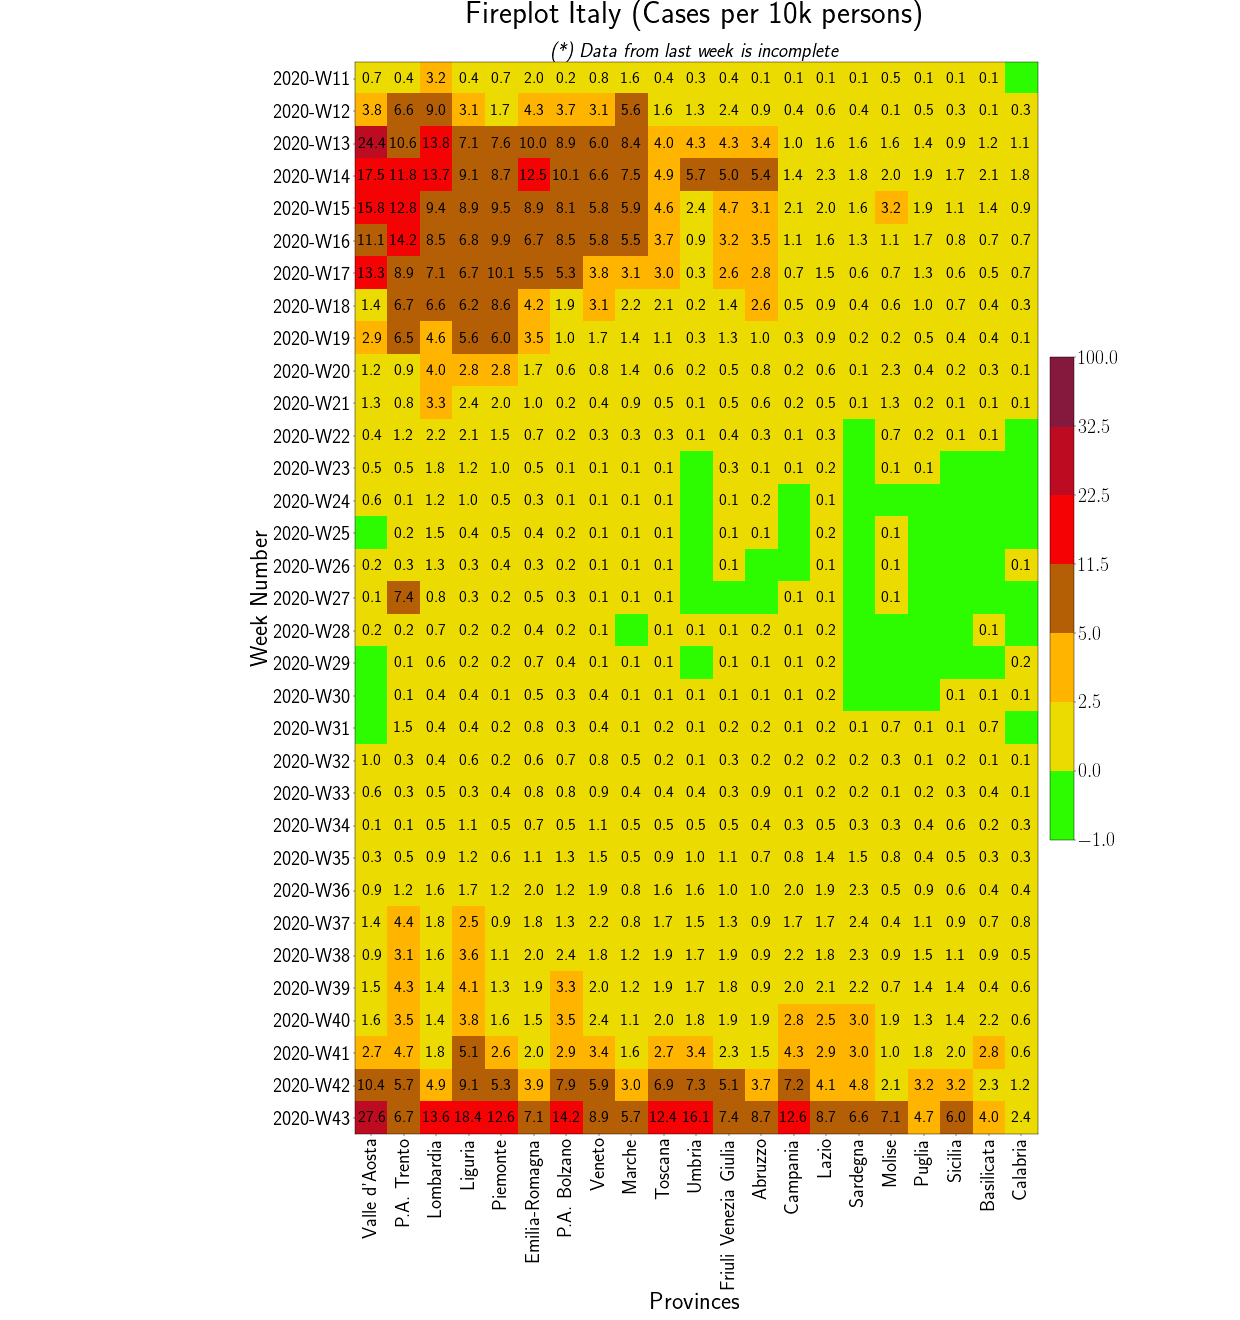 Fireplot Italy (Cases per 10k persons)
(*) Data from last week is incomplete
2020-W11 0.7 0.4 3.2 0.4 0.7 2.0 0.2 0.8 1.6 0.4 0.3 0.4 0.1 0.1 0.1 0.1 0.5 0.1 0.1 0.1
2020-W12 3.8 6.6 9.0 3.1 1.7 4.3 3.7 3.1 5.6 1.6 1.3 2.4 0.9 0.4 0.6 0.4 0.1 0.5 0.3 0.1 0.3
2020-W13 24.4 10.6 13.8 7.1 7.6 10.0 8.9 6.0 8.4 4.0 4.3 4.3 3.4 1.0 1.6 1.6 1.6 1.4 0.9 1.2 1.1
2020-W14 17.5 11.8 13.7 9.1 8.7 12.5 10.1 6.6 7.5 4.9 5.7 5.0 5.4 1.4 2.3 1.8 2.0 1.9 1.7 2.1 1.8
2020-W15 15.8 12.8 9.4 8.9 9.5 8.9 8.1 5.8 5.9 4.6 2.4 4.7 3.1 2.1 2.0 1.6 3.2 1.9 1.1 1.4 0.9
2020-W16 11.1 14.2 8.5 6.8 9.9 6.7 8.5 5.8 5.5 3.7 0.9 3.2 3.5 1.1 1.6 1.3 1.1 1.7 0.8 0.7 0.7
2020-W17 13.3 8.9 7.1 6.7 10.1 5.5 5.3 3.8 3.1 3.0 0.3 2.6 2.8 0.7 1.5 0.6 0.7 1.3 0.6 0.5 0.7
2020-W18 1.4 6.7 6.6 6.2 8.6 4.2 1.9 3.1 2.2 2.1 0.2 1.4 2.6 0.5 0.9 0.4 0.6 1.0 0.7 0.4 0.3
2020-W19 2.9 6.5 4.6 5.6 6.0 3.5 1.0 1.7 1.4 1.1 0.3 1.3 1.0 0.3 0.9 0.2 0.2 0.5 0.4 0.4 0.1
2020-W20 1.2 0.9 4.0 2.8 2.8 1.7 0.6 0.8 1.4 0.6 0.2 0.5 0.8 0.2 0.6 0.1 2.3 0.4 0.2 0.3 0.1
2020-W21 1.3 0.8 3.3 2.4 2.0 1.0 0.2 0.4 0.9 0.5 0.1 0.5 0.6 0.2 0.5 0.1 1.3 0.2 0.1 0.1 0.1
2020-W22 0.4 1.2 2.2 2.1 1.5 0.7 0.2 0.3 0.3 0.3 0.1 0.4 0.3 0.1 0.3 0.7 0.2 0.1 0.1
2020-W23 0.5 0.5 1.8 1.2 1.0 0.5 0.1 0.1 0.1 0.1 0.3 0.1 0.1 0.2 0.1 0.1
2020-W24 0.6 0.1 1.2 1.0 0.5 0.3 0.1 0.1 0.1 0.1 0.1 0.2 0.1
2020-W25 0.2 1.5 0.4 0.5 0.4 0.2 0.1 0.1 0.1 0.1 0.1 0.2 0.1
2020-W26 0.2 0.3 1.3 0.3 0.4 0.3 0.2 0.1 0.1 0.1 0.1 0.1 0.1 0.1
2020-W27 0.1 7.4 0.8 0.3 0.2 0.5 0.3 0.1 0.1 0.1 0.1 0.1 0.1
2020-W28 0.2 0.2 0.7 0.2 0.2 0.4 0.2 0.1 0.1 0.1 0.1 0.2 0.1 0.2 0.1
2020-W29 0.1 0.6 0.2 0.2 0.7 0.4 0.1 0.1 0.1 0.1 0.1 0.1 0.2 0.2
2020-W30 0.1 0.4 0.4 0.1 0.5 0.3 0.4 0.1 0.1 0.1 0.1 0.1 0.1 0.2 0.1 0.1 0.1
2020-W31 1.5 0.4 0.4 0.2 0.8 0.3 0.4 0.1 0.2 0.1 0.2 0.2 0.1 0.2 0.1 0.7 0.1 0.1 0.7
2020-W32 1.0 0.3 0.4 0.6 0.2 0.6 0.7 0.8 0.5 0.2 0.1 0.3 0.2 0.2 0.2 0.2 0.3 0.1 0.2 0.1 0.1
2020-W33 0.6 0.3 0.5 0.3 0.4 0.8 0.8 0.9 0.4 0.4 0.4 0.3 0.9 0.1 0.2 0.2 0.1 0.2 0.3 0.4 0.1
2020-W34 0.1 0.1 0.5 1.1 0.5 0.7 0.5 1.1 0.5 0.5 0.5 0.5 0.4 0.3 0.5 0.3 0.3 0.4 0.6 0.2 0.3
2020-W35 0.3 0.5 0.9 1.2 0.6 1.1 1.3 1.5 0.5 0.9 1.0 1.1 0.7 0.8 1.4 1.5 0.8 0.4 0.5 0.3 0.3
2020-W36 0.9 1.2 1.6 1.7 1.2 2.0 1.2 1.9 0.8 1.6 1.6 1.0 1.0 2.0 1.9 2.3 0.5 0.9 0.6 0.4 0.4
2020-W37 1.4 4.4 1.8 2.5 0.9 1.8 1.3 2.2 0.8 1.7 1.5 1.3 0.9 1.7 1.7 2.4 0.4 1.1 0.9 0.7 0.8
2020-W38 0.9 3.1 1.6 3.6 1.1 2.0 2.4 1.8 1.2 1.9 1.7 1.9 0.9 2.2 1.8 2.3 0.9 1.5 1.1 0.9 0.5
2020-W39 1.5 4.3 1.4 4.1 1.3 1.9 3.3 2.0 1.2 1.9 1.7 1.8 0.9 2.0 2.1 2.2 0.7 1.4 1.4 0.4 0.6
2020-W40 1.6 3.5 1.4 3.8 1.6 1.5 3.5 2.4 1.1 2.0 1.8 1.9 1.9 2.8 2.5 3.0 1.9 1.3 1.4 2.2 0.6
2020-W41 2.7 4.7 1.8 5.1 2.6 2.0 2.9 3.4 1.6 2.7 3.4 2.3 1.5 4.3 2.9 3.0 1.0 1.8 2.0 2.8 0.6
2020-W42 10.4 5.7 4.9 9.1 5.3 3.9 7.9 5.9 3.0 6.9 7.3 5.1 3.7 7.2 4.1 4.8 2.1 3.2 3.2 2.3 1.2
2020-W43 27.6 6.7 13.6 18.4 12.6 7.1 14.2 8.9 5.7 12.4 16.1 7.4 8.7 12.6 8.7 6.6 7.1 4.7 6.0 4.0 2.4
Week Number
Valle d'Aosta
P.A. Trento
Lombardia
Liguria
Piemonte
Emilia-Romagna
P.A. Bolzano
Veneto
Marche
Toscana
Umbria
Friuli Venezia Giulia
Abruzzo
Campania
Lazio
Sardegna
Molise
Puglia
Sicilia
Basilicata
Calabria
Provinces
100.0
32.5
22.5
11.5
5.0
2.5
0.0
−1.0